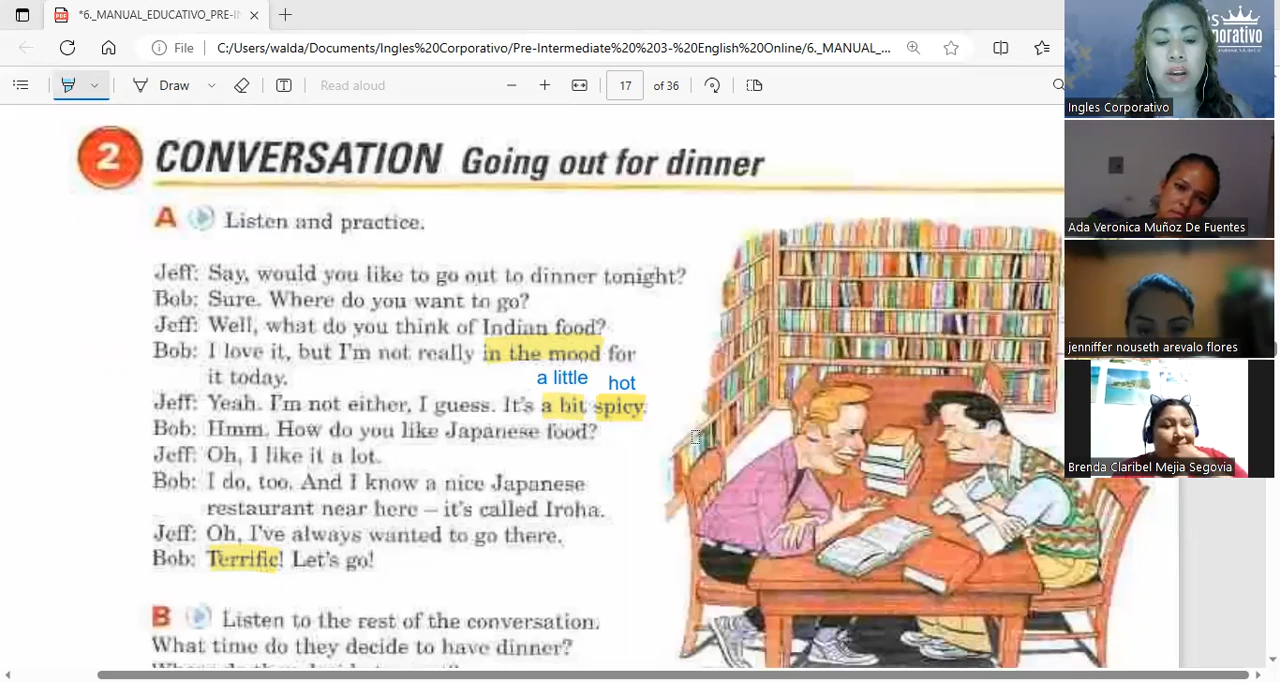 *6._MANUAL_EDUCATIVO_PRE-IN
File
C:/Users/walda/Documents/Ingles%20Corporativo/Pre-Intermediate%20%203-%20English%20Online/6._MANUAL_...
Draw
Read aloud
17
of 36
2 CONVERSATION Going out for dinner
A Listen and practice.
Jeff: Say, would you like to go out to dinner tonight?
Bob: Sure. Where do you want to go?
Jeff: Well, what do you think of Indian food?
Bob: I love it, but I'm not really in the mood for
it today.
a little hot
Jeff: Yeah. I'm not either, I guess. It's a bit spicy.
Bob: Hmm. How do you like Japanese food?
Jeff: Oh, I like it a lot.
Bob: I do, too. And I know a nice Japanese
restaurant near here – it's called Iroha.
Jeff: Oh, I've always wanted to go there.
Bob: Terrific! Let's go!
B Listen to the rest of the conversation.
What time do they decide to have dinner?
Ingles Corporativo
Ada Veronica Muñoz De Fuentes
jenniffer nouseth arevalo flores
Brenda Claribel Mejia Segovia